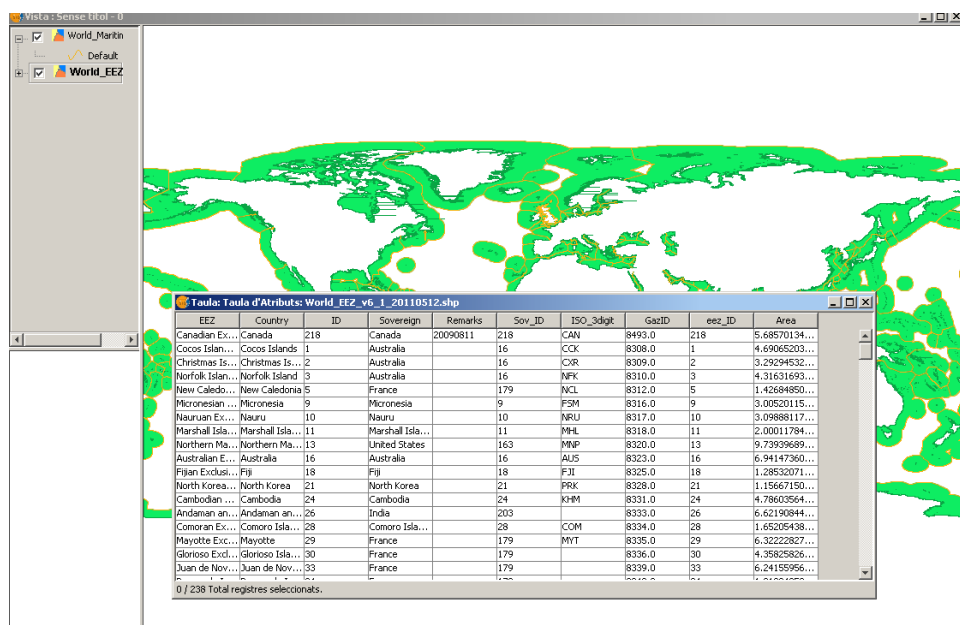 Vista : Sense titol - 0
World_Maritin
Default
World_EEZ
Taula: Taula d'Atributs: World_EEZ_v6_1_20110512.shp
EEZ Country ID Sovereign Remarks Sov_ID ISO_3digit GazID eez_ID Area
Canadian Ex... Canada 218 Canada 20090811 218 CAN 8493.0 218 5.68570134...
Cocos Islan... Cocos Islands 1 Australia 16 CCK 8308.0 1 4.69065203...
Christmas Is... Christmas Is... 2 Australia 16 CXR 8309.0 2 3.29294532...
Norfolk Islan... Norfolk Island 3 Australia 16 NFK 8310.0 3 4.31631693...
New Caledo... New Caledonia 5 France 179 NCL 8312.0 5 1.42684850...
Micronesian ... Micronesia 9 Micronesia 9 FSM 8316.0 9 3.00520115...
Nauruan Ex... Nauru 10 Nauru 10 NRU 8317.0 10 3.09888117...
Marshall Isla... Marshall Isla... 11 Marshall Isla... 11 MHL 8318.0 11 2.00011784...
Northern Ma... Northern Ma... 13 United States 163 MNP 8320.0 13 9.73939689...
Australian E... Australia 16 Australia 16 AUS 8323.0 16 6.94147360...
Fijian Exclusi... Fiji 18 Fiji 18 FJI 8325.0 18 1.28532071...
North Korea... North Korea 21 North Korea 21 PRK 8328.0 21 1.15667150...
Cambodian ... Cambodia 24 Cambodia 24 KHM 8331.0 24 4.78603564...
Andaman an... Andaman an... 26 India 203 8333.0 26 6.62190844...
Comoran Ex... Comoro Isla... 28 Comoro Isla... 28 COM 8334.0 28 1.65205438...
Mayotte Exc... Mayotte 29 France 179 MYT 8335.0 29 6.32222827...
Glorioso Excl... Glorioso Isla... 30 France 179 8336.0 30 4.35825826...
Juan de Nov... Juan de Nov... 33 France 179 8339.0 33 6.24155956...
0 / 238 Total registres seleccionats.